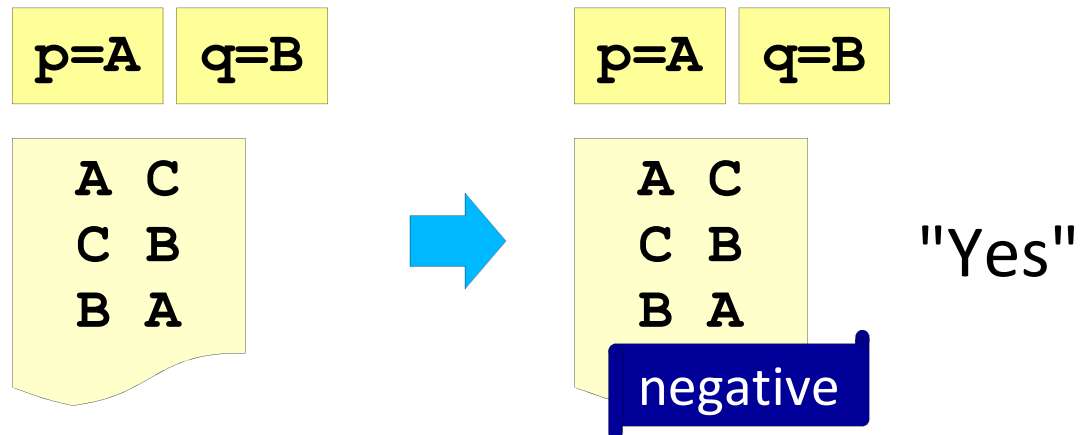 p=A q=B
A C
C B
B A
p=A q=B
A C
C B
B A
negative
"Yes"